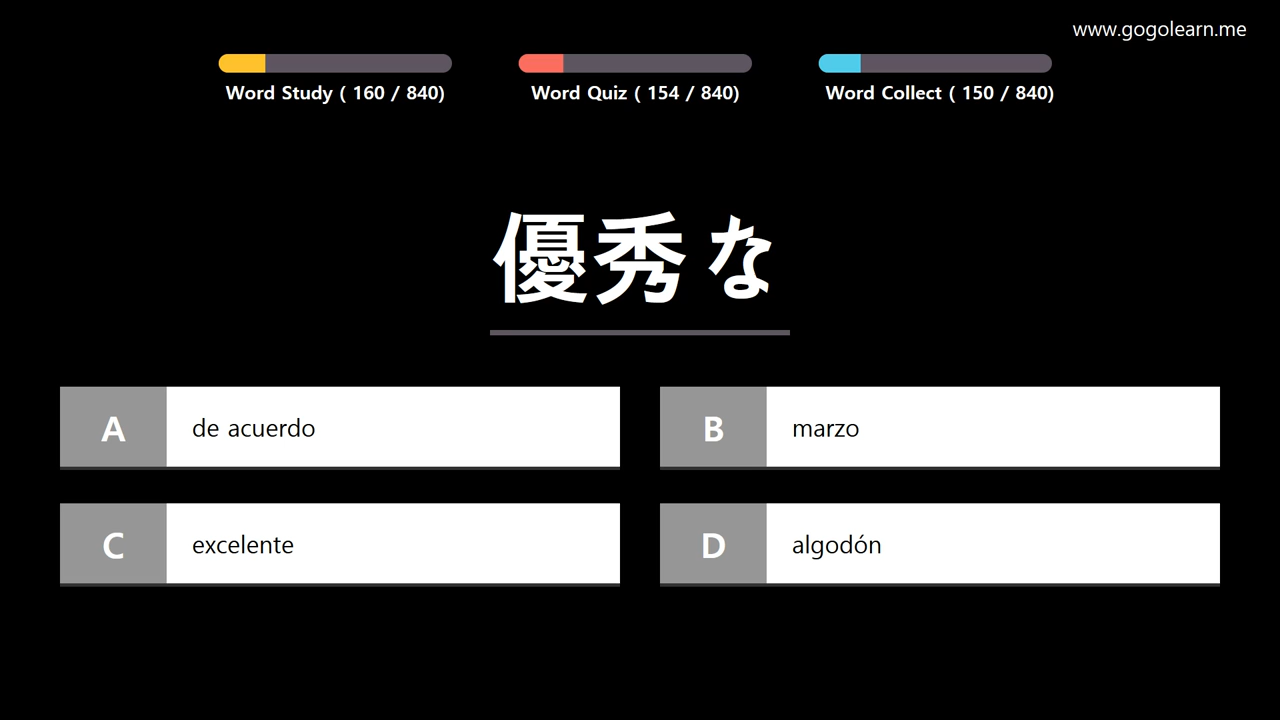 www.gogolearn.me
Word Study ( 160 / 840)
Word Quiz ( 154 / 840)
Word Collect ( 150 / 840)
優秀な
A de acuerdo
B marzo
C excelente
D algodón